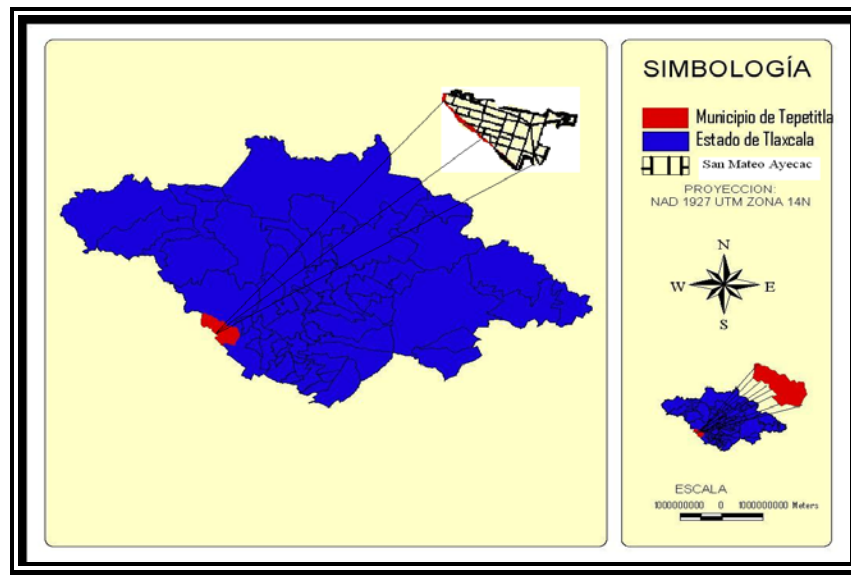 SIMBOLOGÍA
Municipio de Tepetitla
Estado de Tlaxcala
San Mateo Ayecac
PROYECCION:
NAD 1927 UTM ZONA 14N
N
W E
S
ESCALA
1000000000 0 1000000000 Meters